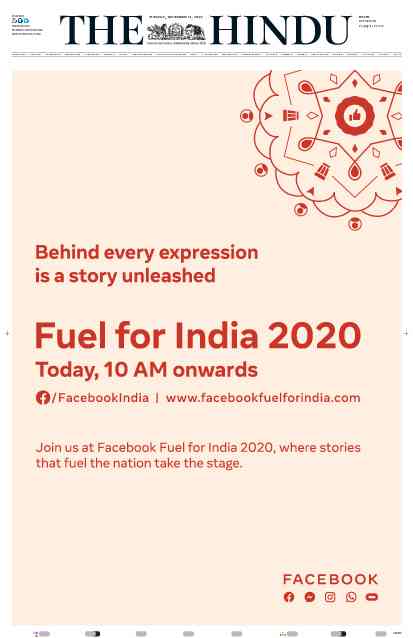 THE HINDU
Behind every expression
is a story unleashed
Fuel for India 2020
Today, 10 AM onwards
/FacebookIndia | www.facebookfuelforindia.com
Join us at Facebook Fuel for India 2020, where stories
that fuel the nation take the stage.
FACEBOOK